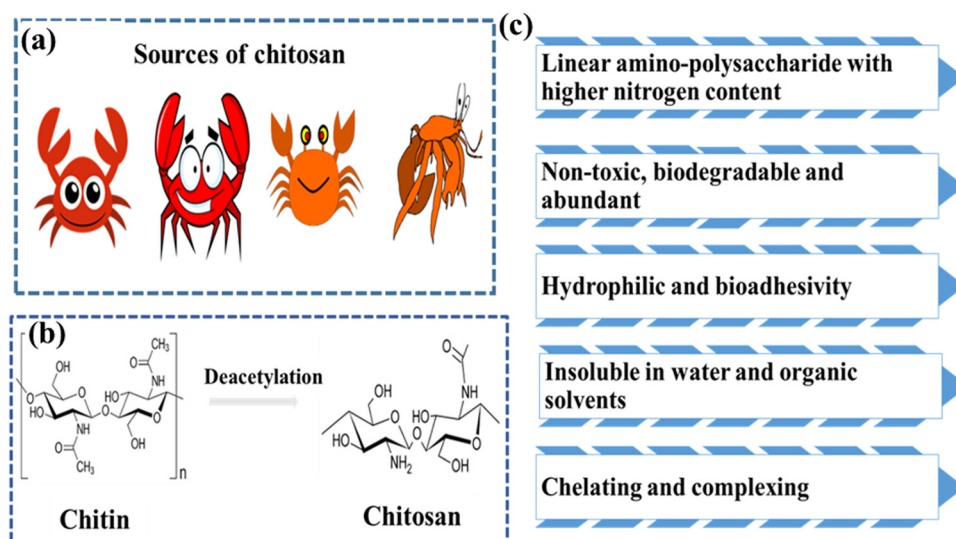 (a)
Sources of chitosan
(b)
CH₃
O
NH
OH
O
HO
HO
O
O
NH
OH
O
CH₃
n
Chitin
Deacetylation
O
NH
OH
O
HO
HO
O
O
NH₂
OH
Chitosan
(c)
Linear amino-polysaccharide with
higher nitrogen content
Non-toxic, biodegradable and
abundant
Hydrophilic and bioadhesivity
Insoluble in water and organic
solvents
Chelating and complexing